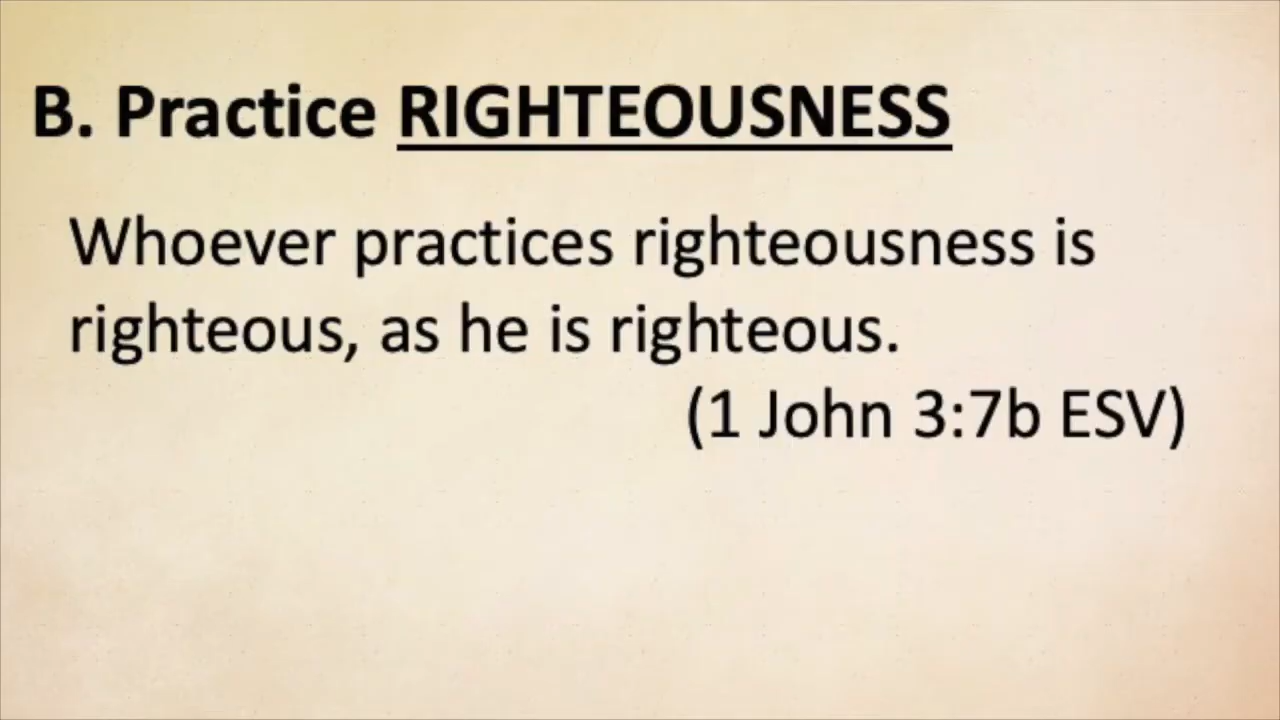 B. Practice RIGHTEOUSNESS
Whoever practices righteousness is
righteous, as he is righteous.
(1 John 3:7b ESV)